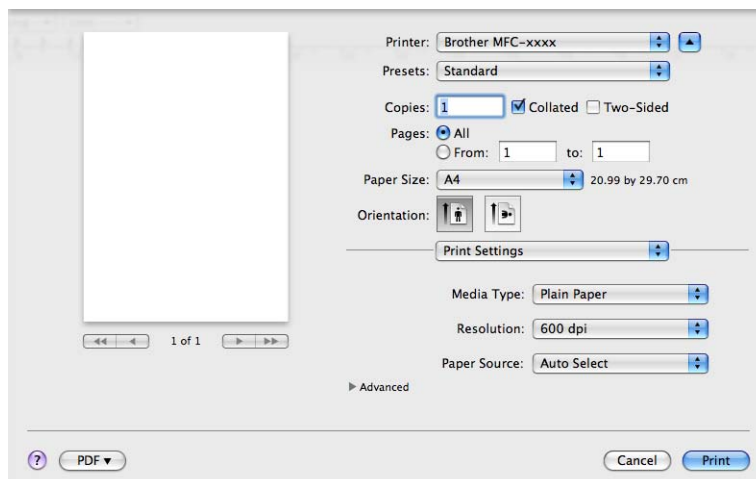 Printer: Brother MFC-xxxx
Presets: Standard
Copies: 1 Collated Two-Sided
Pages: All
From: 1 to: 1
Paper Size: A4 20.99 by 29.70 cm
Orientation:
Print Settings
Media Type: Plain Paper
Resolution: 600 dpi
Paper Source: Auto Select
Advanced
1 of 1
? PDF Cancel Print